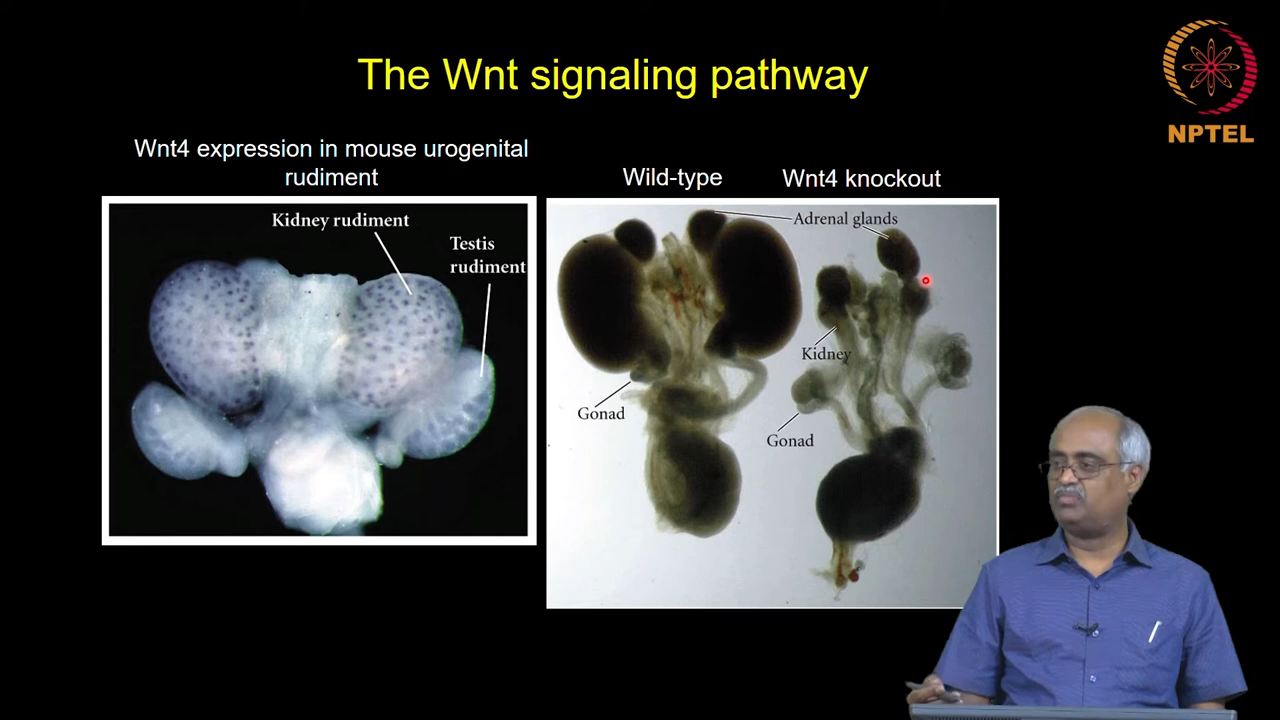 The Wnt signaling pathway
NPTEL
Wnt4 expression in mouse urogenital
rudiment
Kidney rudiment
Testis
rudiment
Wild-type
Wnt4 knockout
Adrenal glands
Kidney
Gonad
Gonad